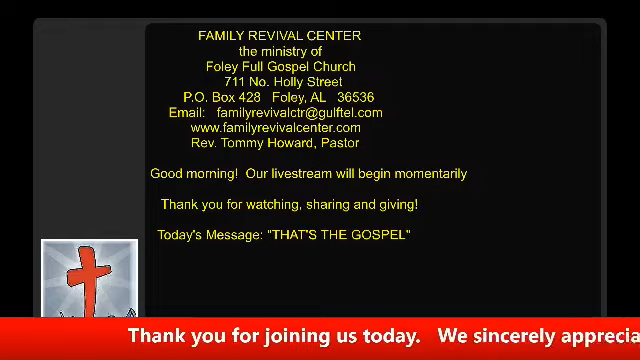 FAMILY REVIVAL CENTER
the ministry of
Foley Full Gospel Church
711 No. Holly Street
P.O. Box 428 Foley, AL 36536
Email: familyrevivalctr@gulftel.com
www.familyrevivalcenter.com
Rev. Tommy Howard, Pastor
Good morning! Our livestream will begin momentarily
Thank you for watching, sharing and giving!
Today's Message: "THAT'S THE GOSPEL"
Thank you for joining us today. We sincerely apprecia